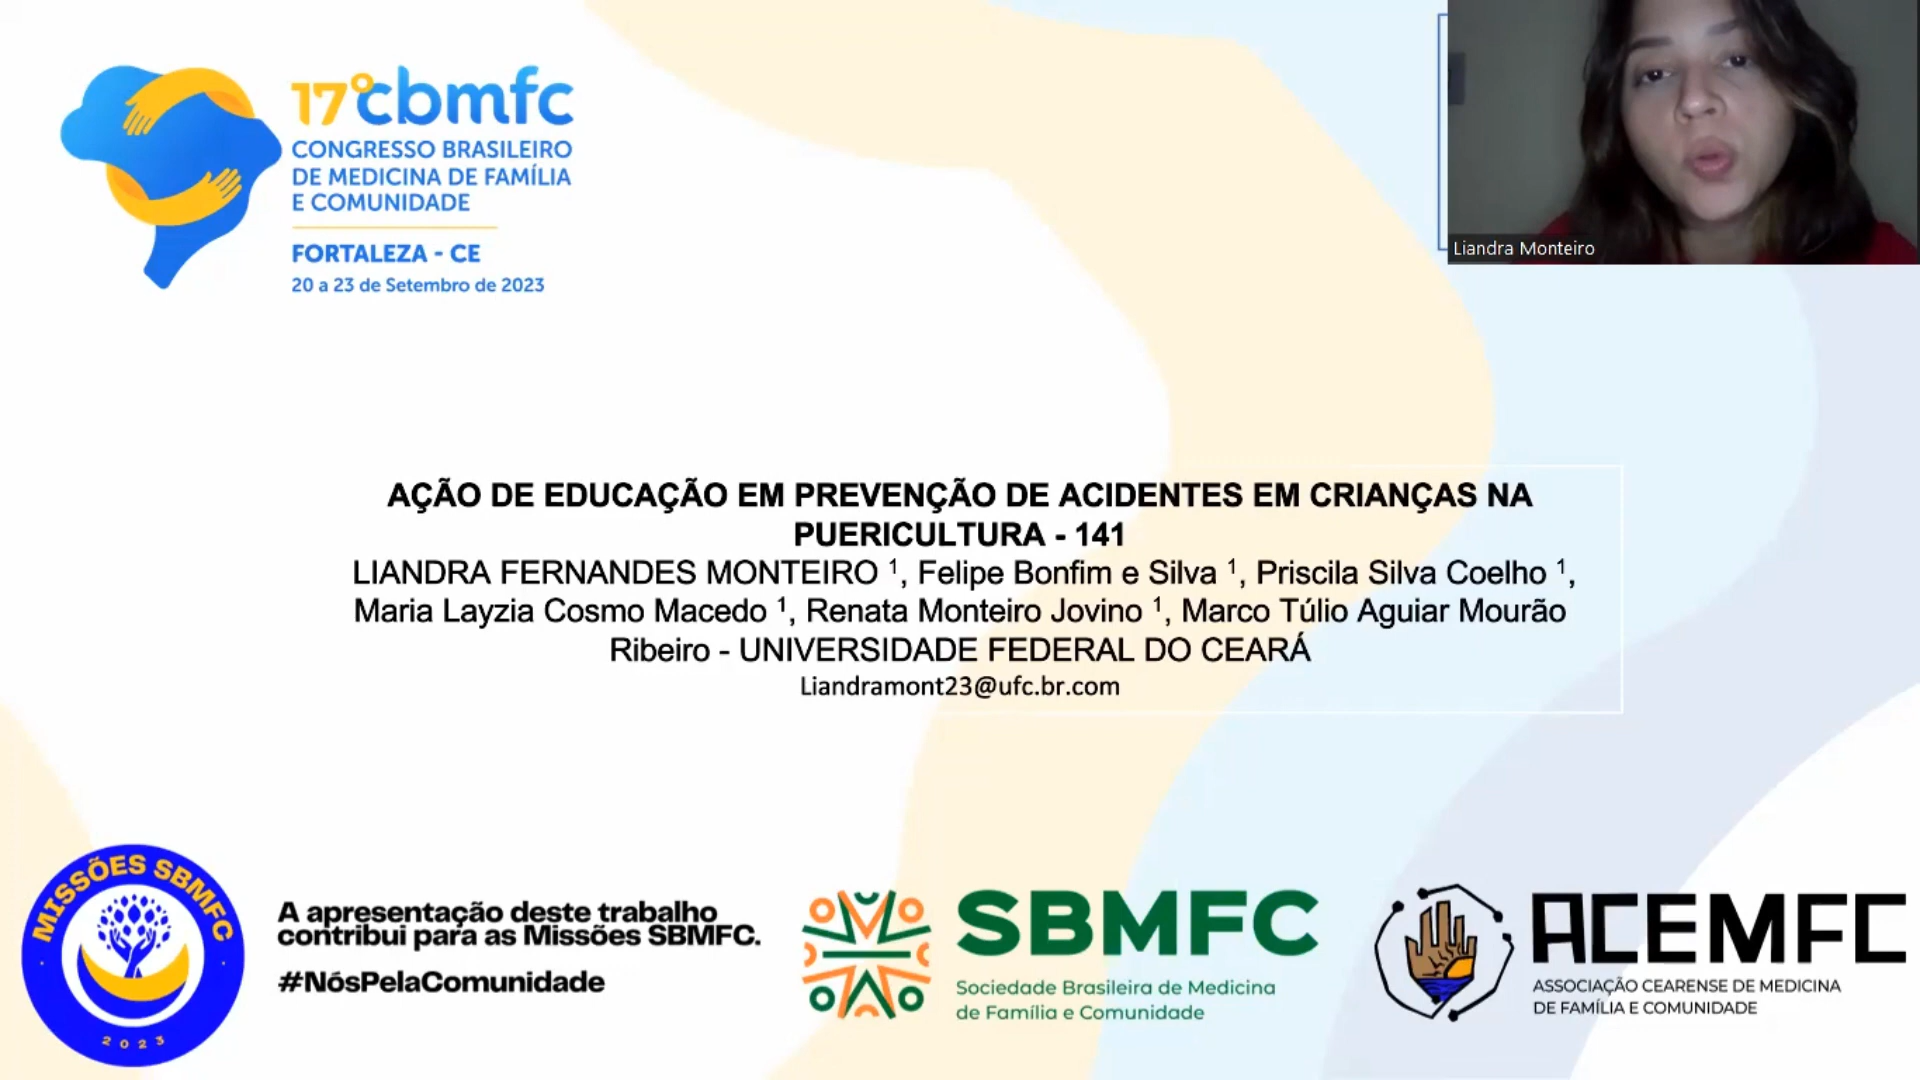 17º cbmfc
CONGRESSO BRASILEIRO
DE MEDICINA DE FAMÍLIA
E COMUNIDADE
FORTALEZA - CE
20 a 23 de Setembro de 2023
Liandra Monteiro
AÇÃO DE EDUCAÇÃO EM PREVENÇÃO DE ACIDENTES EM CRIANÇAS NA
PUERICULTURA - 141
LIANDRA FERNANDES MONTEIRO ¹, Felipe Bonfim e Silva ¹, Priscila Silva Coelho ¹,
Maria Layzia Cosmo Macedo ¹, Renata Monteiro Jovino ¹, Marco Túlio Aguiar Mourão
Ribeiro - UNIVERSIDADE FEDERAL DO CEARÁ
Liandramont23@ufc.br.com
MISSÕES SBMFC
2023
A apresentação deste trabalho
contribui para as Missões SBMFC.
#NósPelaComunidade
SBMFC
Sociedade Brasileira de Medicina
de Família e Comunidade
ACEMFC
ASSOCIAÇÃO CEARENSE DE MEDICINA
DE FAMÍLIA E COMUNIDADE